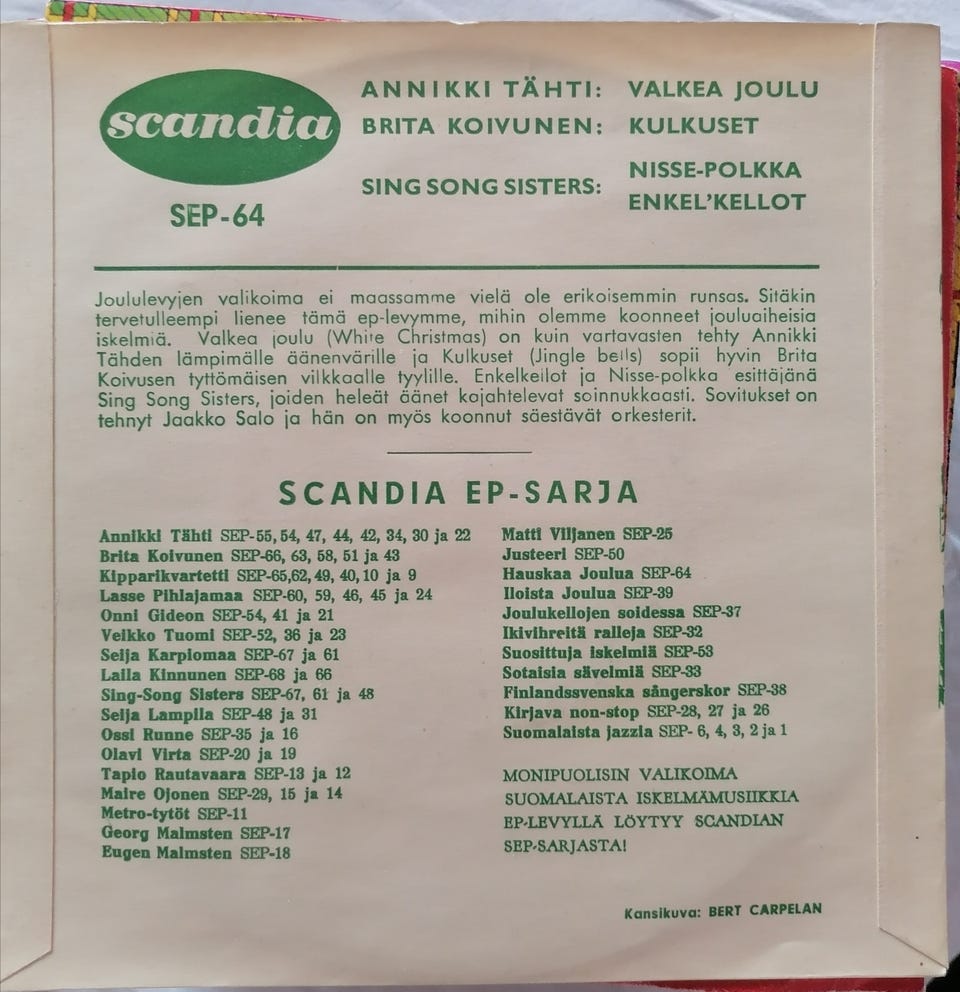 scandia
SEP-64
ANNIKKI TÄHTI: VALKEA JOULU
BRITA KOIVUNEN: KULKUSET
SING SONG SISTERS: NISSE-POLKKA
ENKEL'KELLOT
Joululevyjen valikoima ei maassamme vielä ole erikoisemmin runsas. Sitäkin
tervetulleempi lienee tämä ep-levymme, mihin olemme koonneet jouluaiheisia
iskelmiä. Valkea joulu (White Christmas) on kuin vartavasten tehty Annikki
Tähden lämpimälle äänenvärille ja Kulkuset (Jingle bells) sopii hyvin Brita
Koivusen tyttömäisen vilkkaalle tyylille. Enkelkellot ja Nisse-polkka esittäjänä
Sing Song Sisters, joiden heleät äänet kajahtelevat soinnukkaasti. Sovitukset on
tehnyt Jaakko Salo ja hän on myös koonnut säestävät orkesterit.
SCANDIA EP-SARJA
Annikki Tähti SEP-55, 54, 47, 44, 42, 34, 30 ja 22
Brita Koivunen SEP-66, 63, 58, 51 ja 43
Kipparikvartetti SEP-65,62, 49, 40, 10 ja 9
Lasse Pihlajamaa SEP-60, 59, 46, 45 ja 24
Onni Gideon SEP-54, 41 ja 21
Veikko Tuomi SEP-52, 36 ja 23
Seija Karpiomaa SEP-67 ja 61
Laila Kinnunen SEP-68 ja 66
Sing-Song Sisters SEP-67, 61 ja 48
Seija Lampila SEP-48 ja 31
Ossi Runne SEP-35 ja 16
Olavi Virta SEP-20 ja 19
Tapio Rautavaara SEP-13 ja 12
Maire Ojonen SEP-29, 15 ja 14
Metro-tytöt SEP-11
Georg Malmsten SEP-17
Eugen Malmsten SEP-18
Matti Viljanen SEP-25
Justeeri SEP-50
Hauskaa Joulua SEP-64
Iloista Joulua SEP-39
Joulukellojen soidessa SEP-37
Ikivihreitä ralleja SEP-32
Suosittuja iskelmiä SEP-53
Sotaisia sävelmiä SEP-33
Finlandssvenska sångerskor SEP-38
Kirjava non-stop SEP-28, 27 ja 26
Suomalaista jazzia SEP- 6, 4, 3, 2 ja 1
MONIPUOLISIN VALIKOIMA
SUOMALAISTA ISKELMÄMUSIIKKIA
EP-LEVYLLÄ LÖYTYY SCANDIAN
SEP-SARJASTA!
Kansikuva: BERT CARPELAN